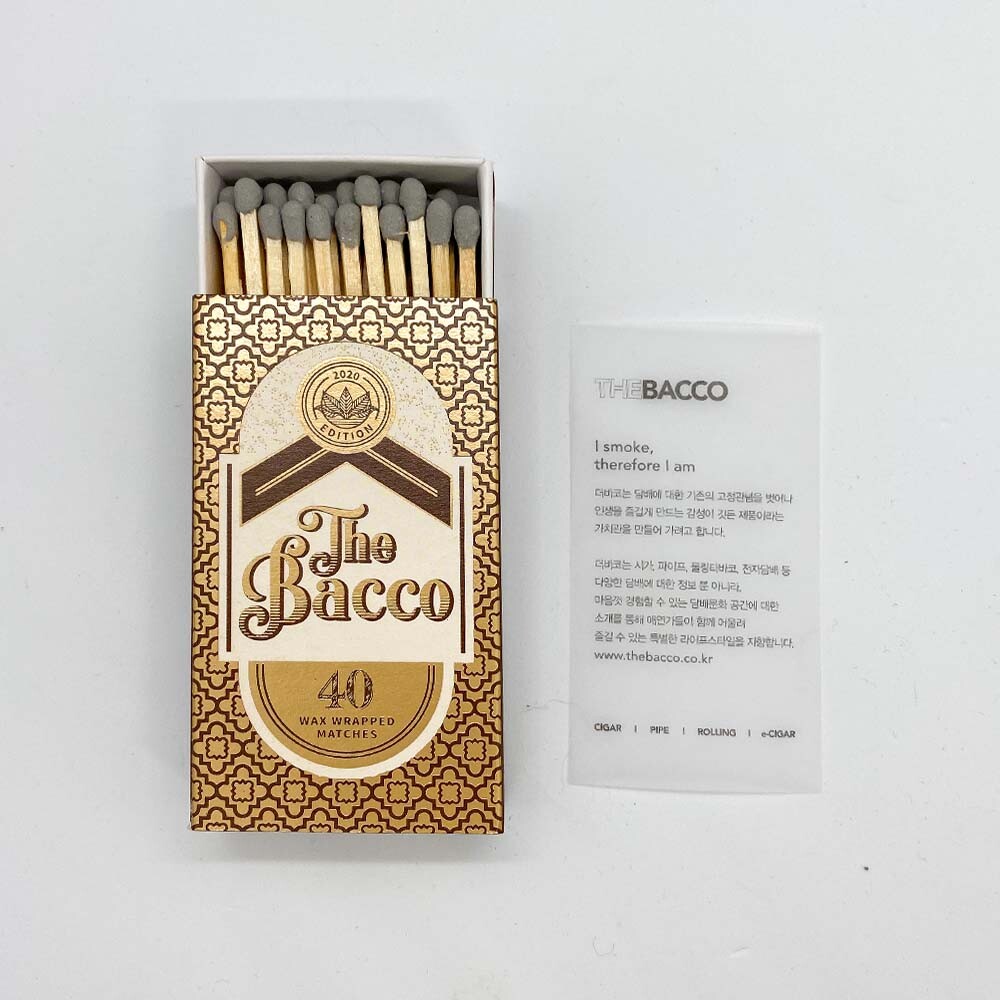 2020
EDITION
The
Bacco
40
WAX WRAPPED
MATCHES
THEBACCO
I smoke,
therefore I am
더바코는 담배에 대한 기존의 고정관념을 벗어나
인생을 즐겁게 만드는 감성이 깃든 제품이라는
가치관을 만들어 가려고 합니다.
더바코는 시가, 파이프, 롤링타바코, 전자담배 등
다양한 담배에 대한 정보 뿐 아니라,
마음껏 경험할 수 있는 담배문화 공간에 대한
소개를 통해 애연가들이 함께 어울려
즐길 수 있는 특별한 라이프스타일을 지향합니다.
www.thebacco.co.kr
CIGAR | PIPE | ROLLING | e-CIGAR